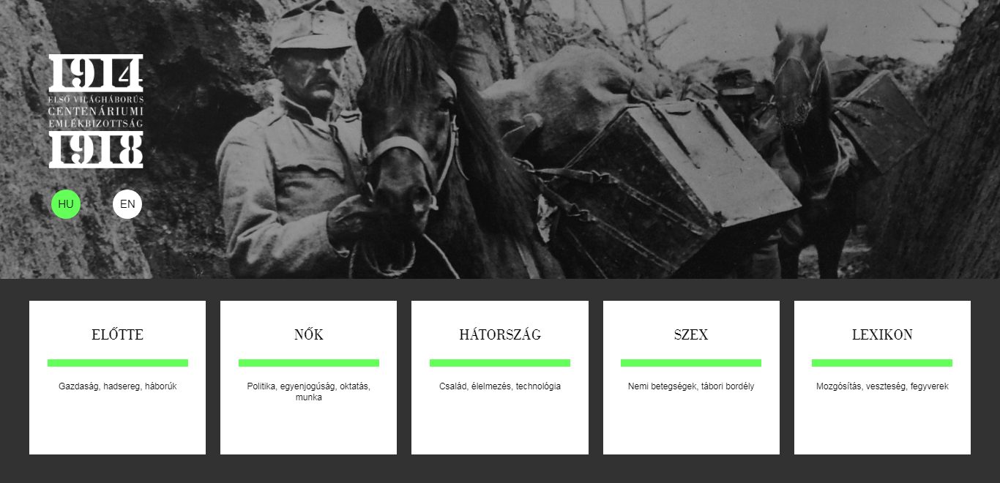 1914
ELSŐ VILÁGHÁBORÚS
CENTENÁRIUMI
EMLÉKBIZOTTSÁG
1918
HU
EN
ELŐTTE
Gazdaság, hadsereg, háborúk
NŐK
Politika, egyenjogúság, oktatás,
munka
HÁTORSZÁG
Család, élelmezés, technológia
SZEX
Nemi betegségek, tábori bordély
LEXIKON
Mozgósítás, veszteség, fegyverek